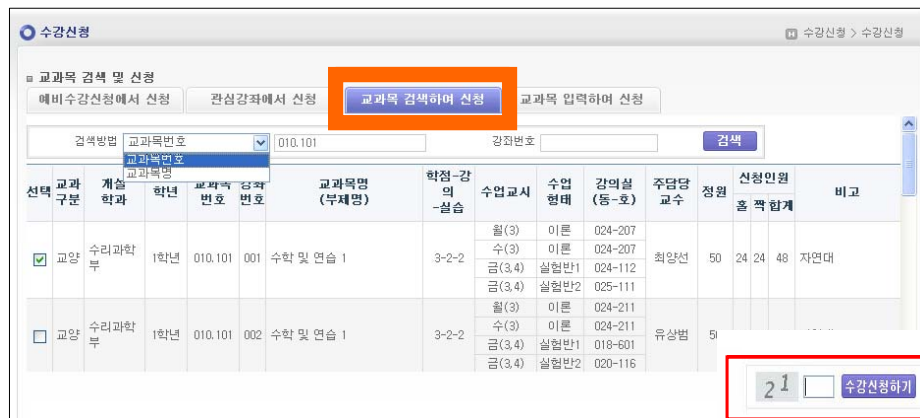 수강신청
수강신청 > 수강신청
교과목 검색 및 신청
예비수강신청에서 신청 관심강좌에서 신청 교과목 검색하여 신청 교과목 입력하여 신청
검색방법 교과목번호 010.101 강좌번호 검색
교과목번호
교과목명
선택 교과구분 개설학과 학년 교과목번호 강좌번호 교과목명(부제명) 학점-강의-실습 수업교시 수업형태 강의실(동-호) 주담당교수 정원 신청인원 비고
홀 짝 합계
월(3) 이론 024-207
수(3) 이론 024-207
교양 수리과학부 1학년 010.101 001 수학 및 연습 1 3-2-2 최양선 50 24 24 48 자연대
금(3,4) 실험반1 024-112
금(3,4) 실험반2 025-111
월(3) 이론 024-211
수(3) 이론 024-211
교양 수리과학부 1학년 010.101 002 수학 및 연습 1 3-2-2 유상범
금(3,4) 실험반1 018-601
금(3,4) 실험반2 020-116
21 수강신청하기